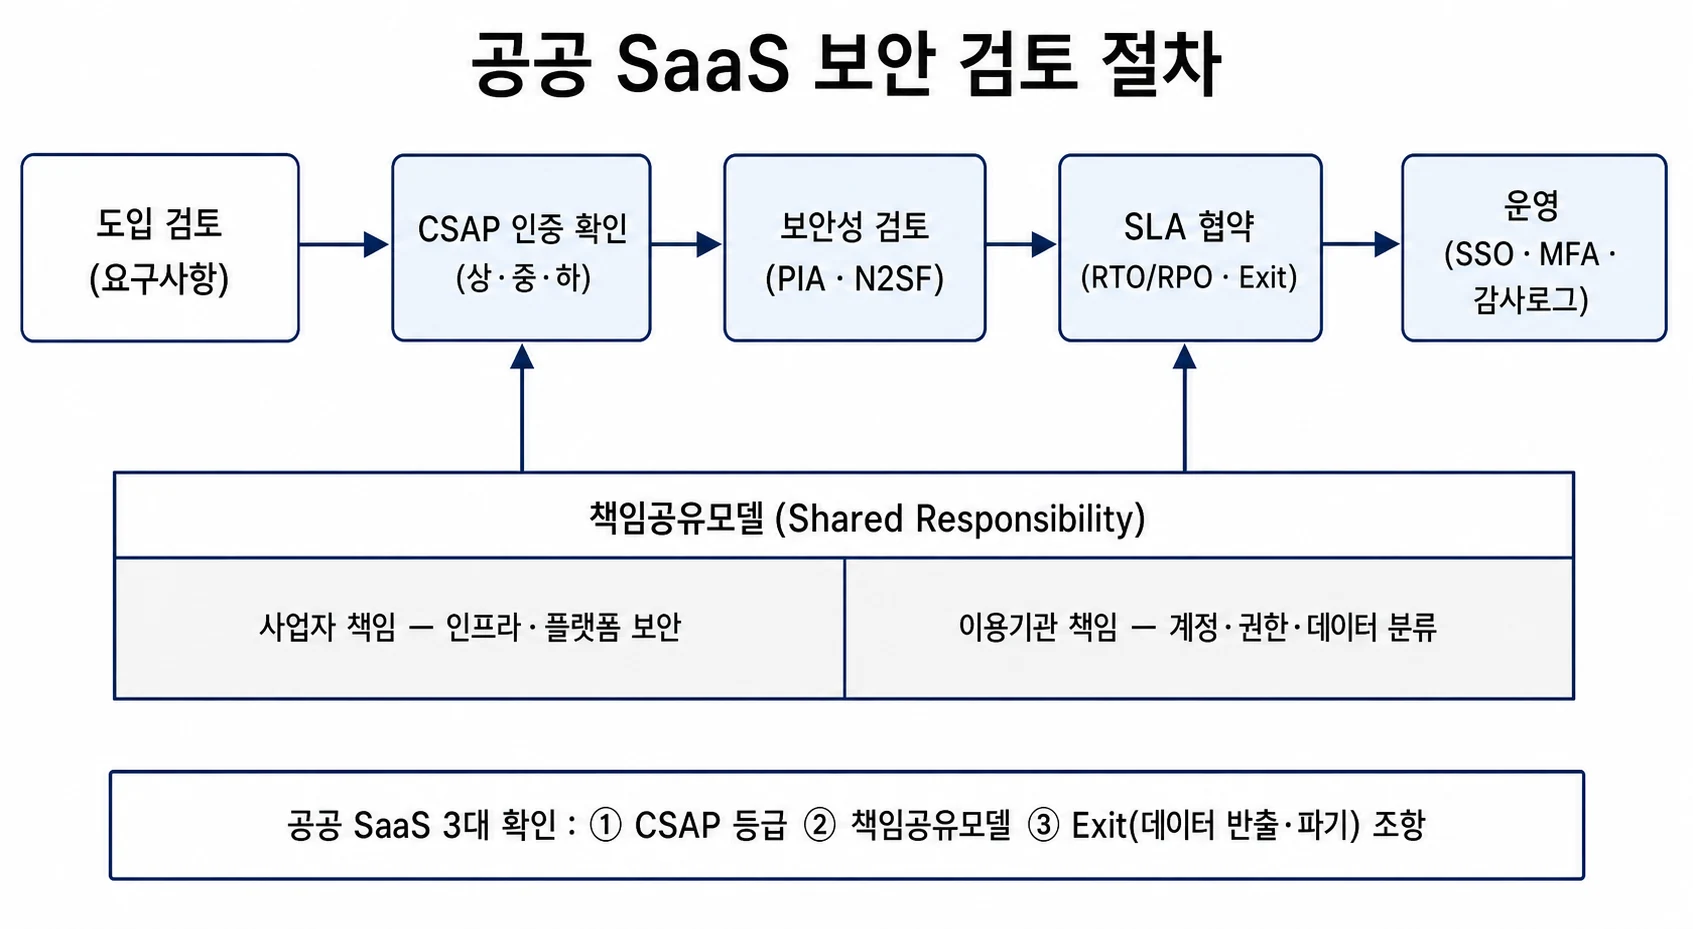 공공 SaaS 보안 검토 절차
도입 검토
(요구사항)
CSAP 인증 확인
(상·중·하)
보안성 검토
(PIA · N2SF)
SLA 협약
(RTO/RPO · Exit)
운영
(SSO · MFA ·
감사로그)
책임공유모델 (Shared Responsibility)
사업자 책임 — 인프라·플랫폼 보안
이용기관 책임 — 계정·권한·데이터 분류
공공 SaaS 3대 확인 : ① CSAP 등급 ② 책임공유모델 ③ Exit(데이터 반출·파기) 조항